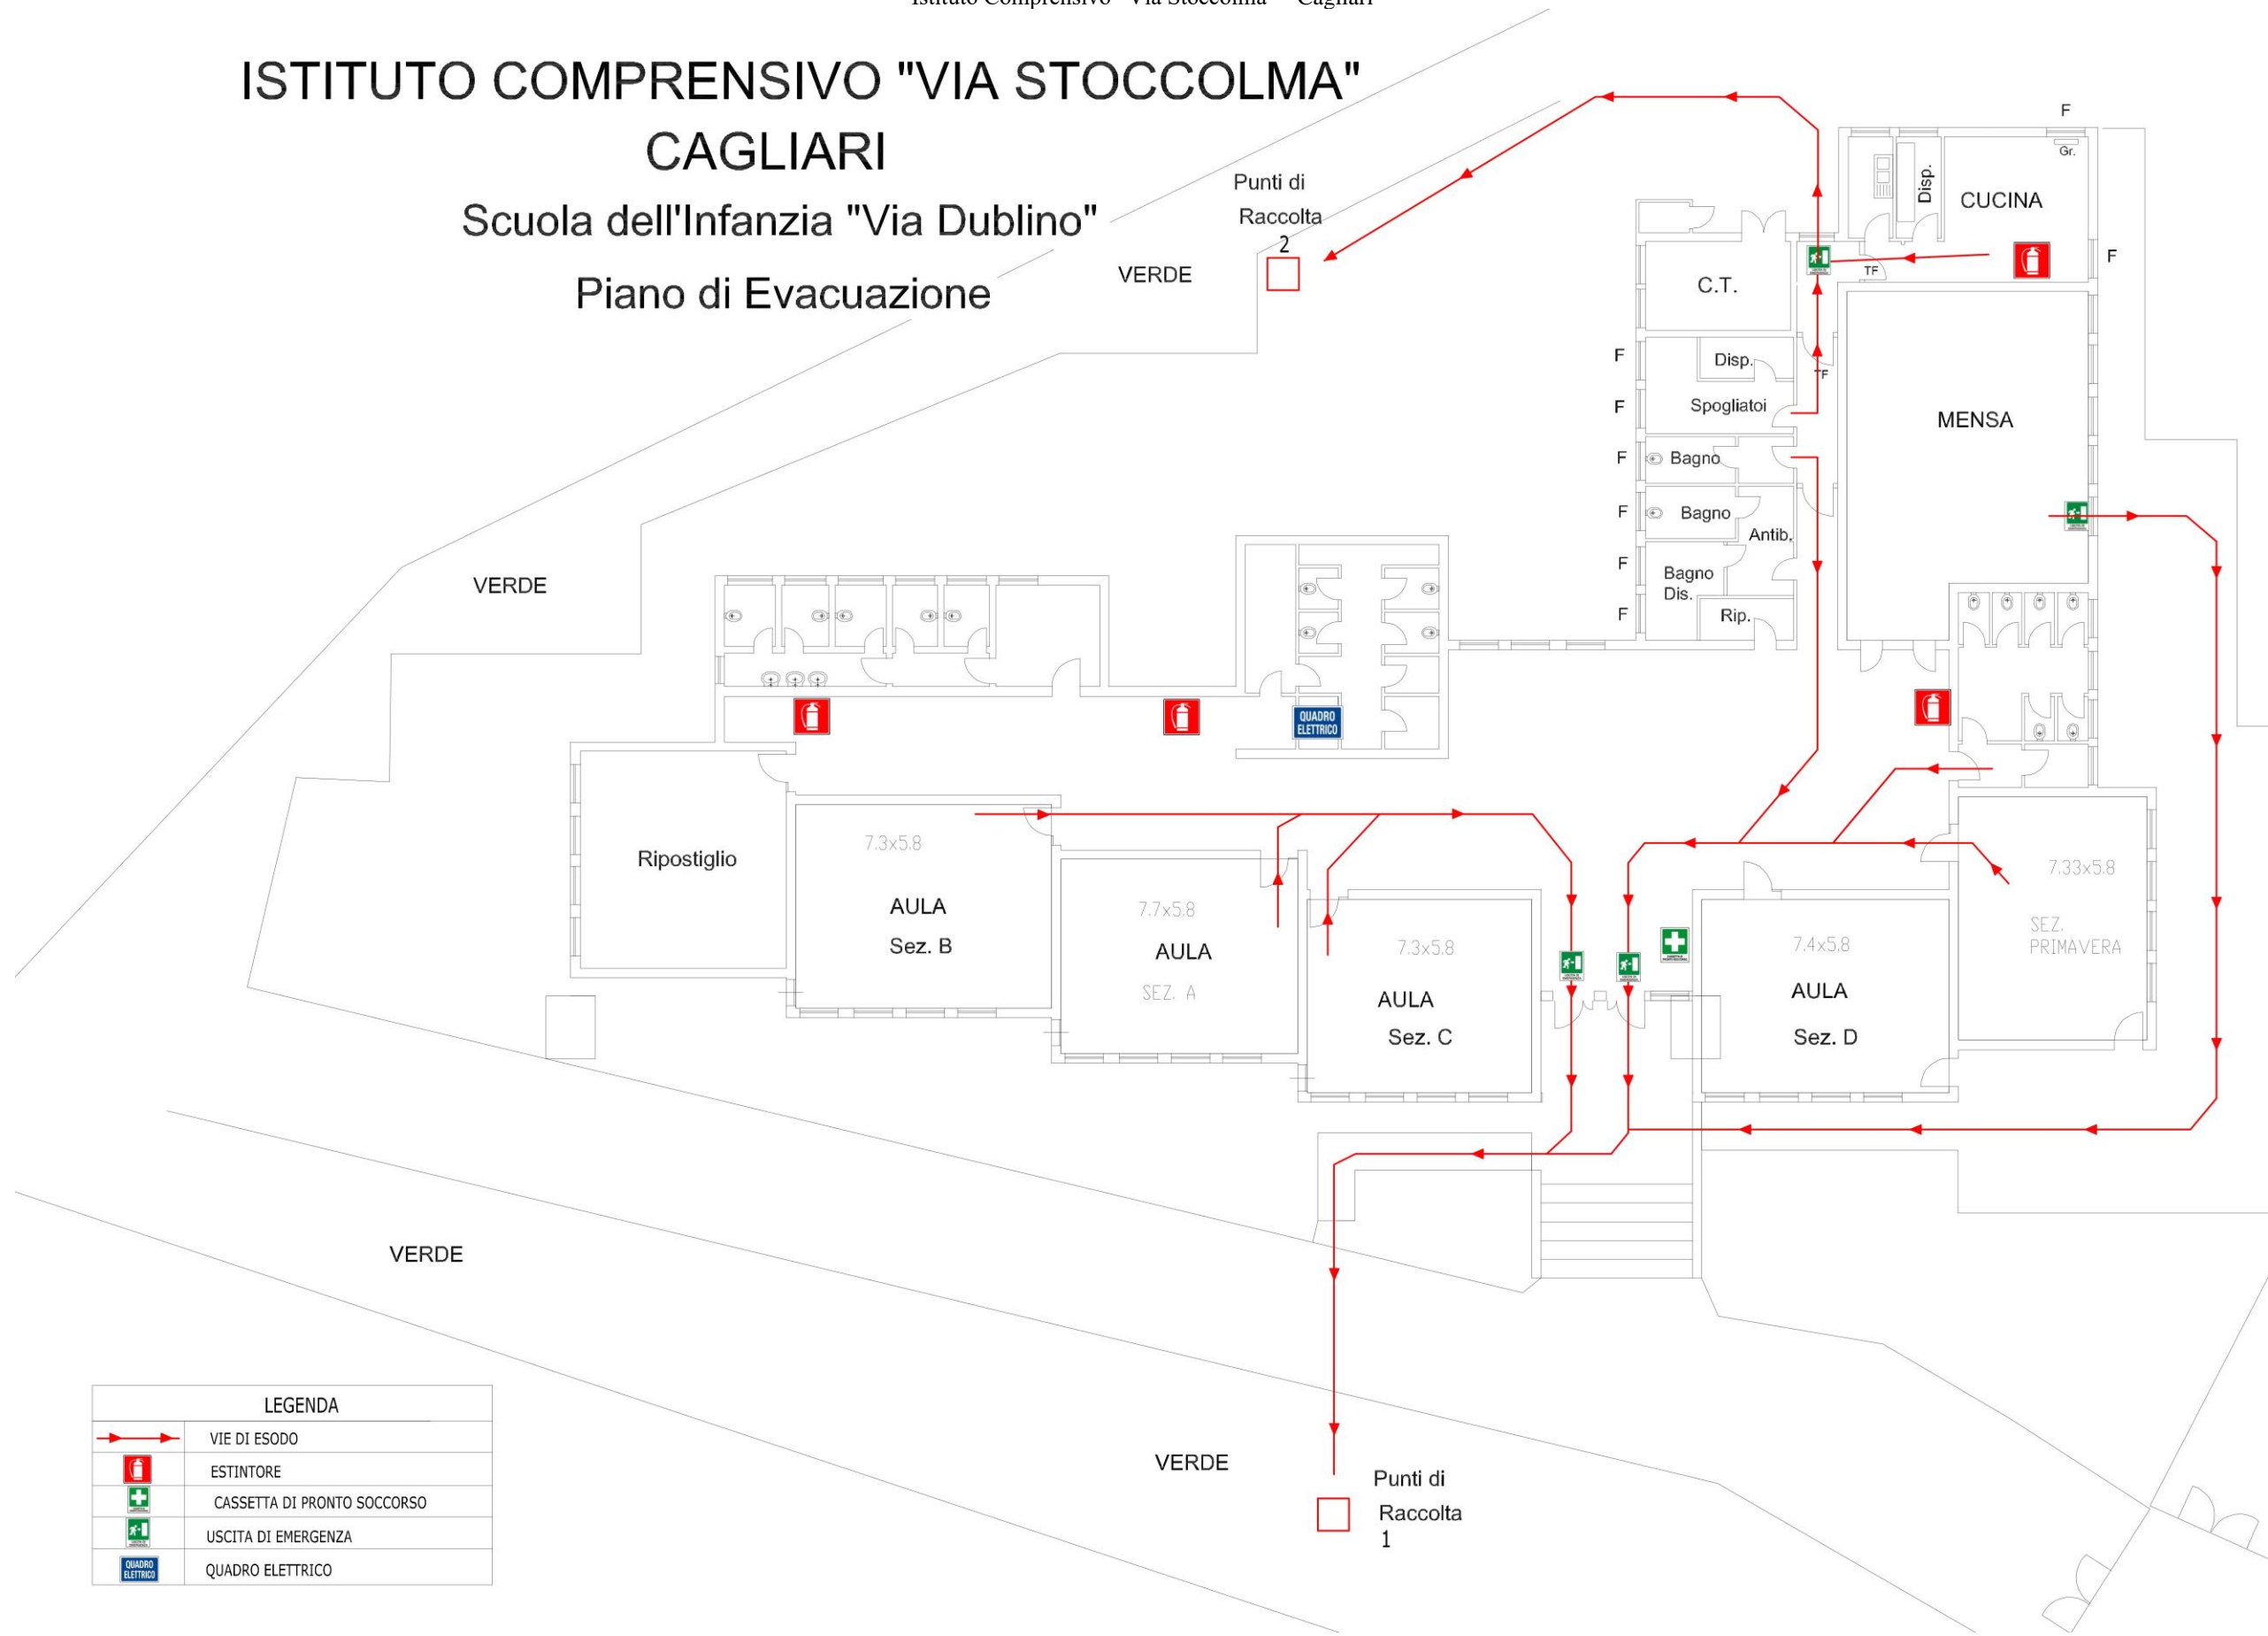 ISTITUTO COMPRENSIVO "VIA STOCCOLMA"
CAGLIARI
Scuola dell'Infanzia "Via Dublino"
Piano di Evacuazione
Punti di
Raccolta
2
VERDE
F
Gr.
Disp.
CUCINA
F
TF
C.T.
F
Disp.
TF
F
Spogliatoi
MENSA
F
Bagno
F
Bagno
Antib.
F
Bagno
Dis.
F
Rip.
VERDE
QUADRO
ELETTRICO
Ripostiglio
7.3x5.8
AULA
Sez. B
7.7x5.8
AULA
SEZ. A
7.3x5.8
AULA
Sez. C
7.4x5.8
AULA
Sez. D
7.33x5.8
SEZ.
PRIMAVERA
VERDE
VERDE
Punti di
Raccolta
1
LEGENDA
VIE DI ESODO
ESTINTORE
CASSETTA DI PRONTO SOCCORSO
USCITA DI EMERGENZA
QUADRO
ELETTRICO
QUADRO ELETTRICO